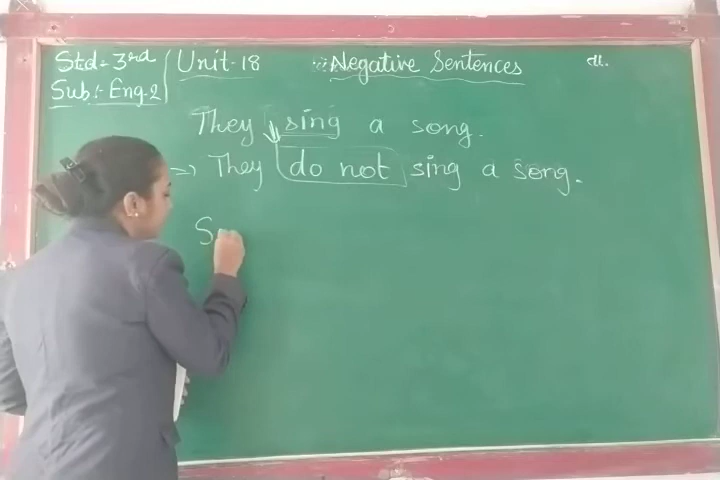 Std- 3rd
Sub:- Eng-2
Unit-18
Negative Sentences
They sing a song.
=> They do not sing a song.
S